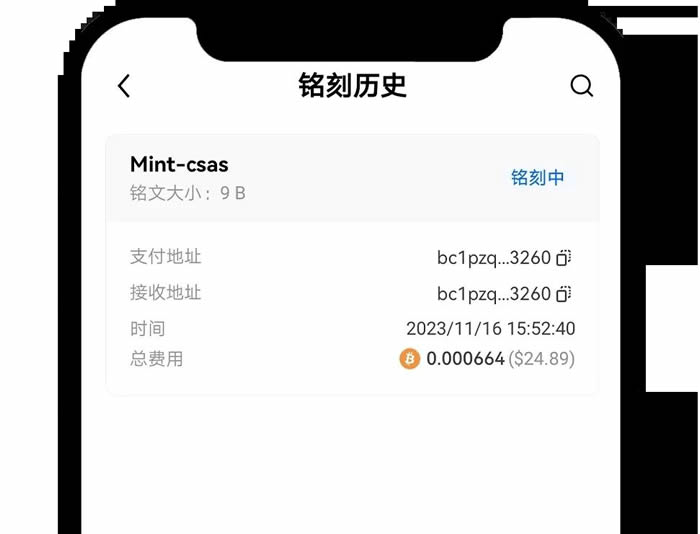 铭刻历史
Mint-csas
铭刻中
铭文大小：9 B
支付地址 bc1pzq...3260
接收地址 bc1pzq...3260
时间 2023/11/16 15:52:40
总费用 0.000664 ($24.89)